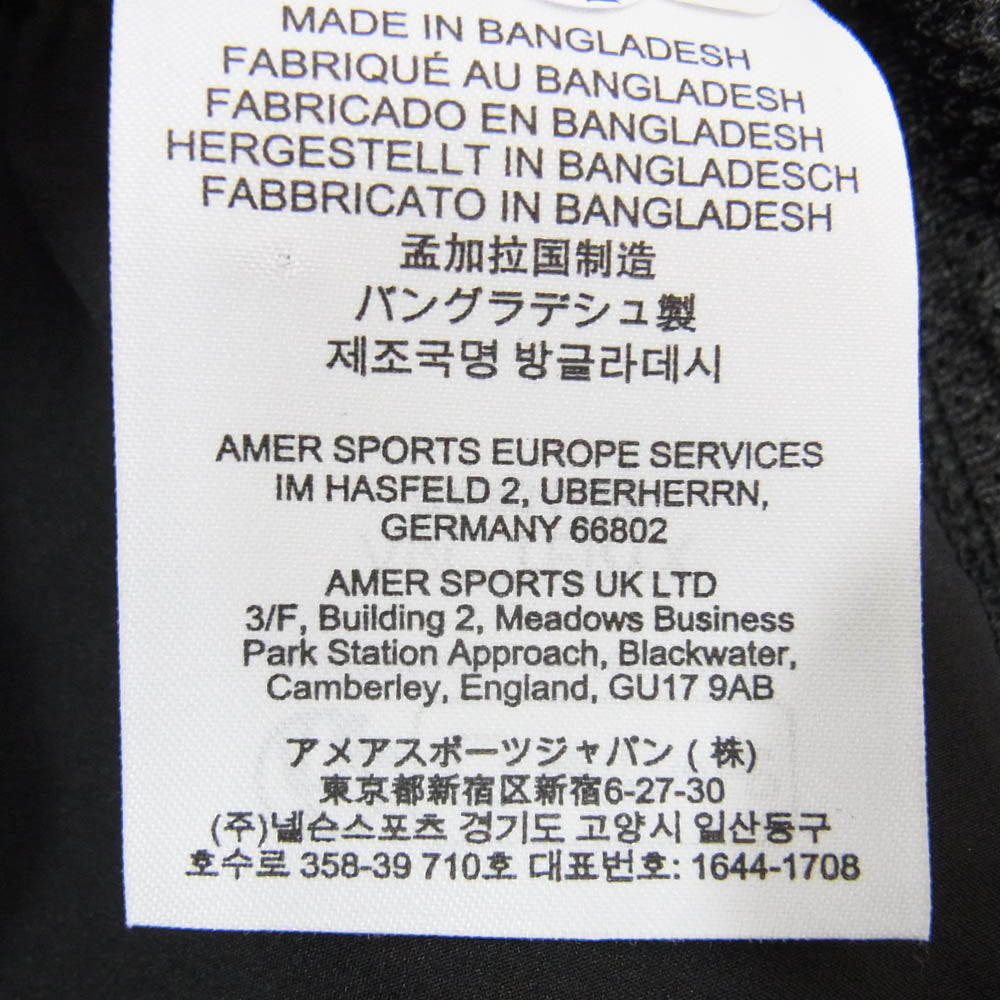 MADE IN BANGLADESH
FABRIQUÉ AU BANGLADESH
FABRICADO EN BANGLADESH
HERGESTELLT IN BANGLADESCH
FABBRICATO IN BANGLADESH
孟加拉国制造
バングラデシュ製
제조국명 방글라데시
AMER SPORTS EUROPE SERVICES
IM HASFELD 2, UBERHERRN,
GERMANY 66802
AMER SPORTS UK LTD
3/F, Building 2, Meadows Business
Park Station Approach, Blackwater,
Camberley, England, GU17 9AB
アメアスポーツジャパン ( 株)
東京都新宿区新宿6-27-30
(주)넬슨스포츠 경기도 고양시 일산동구
호수로 358-39 710호 대표번호: 1644-1708